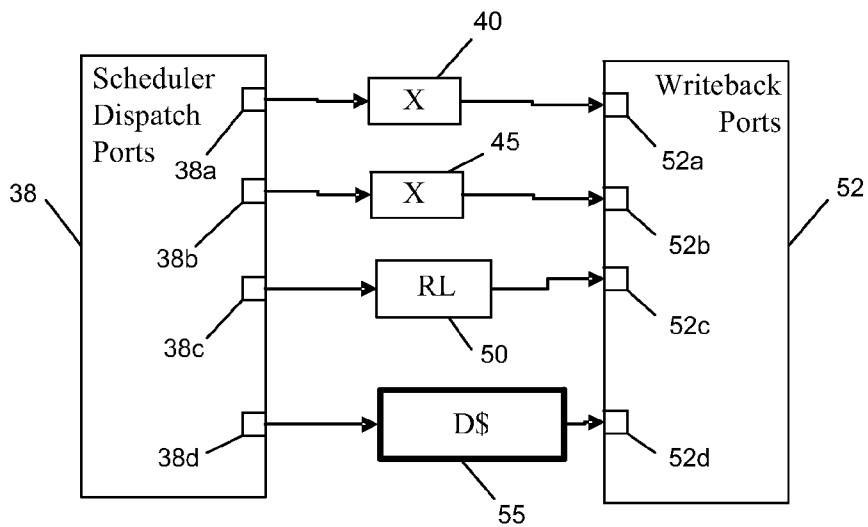 40
Scheduler
Dispatch
Ports
X
Writeback
Ports
38a
45
52a
38
X
52
38b
52b
RL
38c
50
52c
D$
38d
52d
55